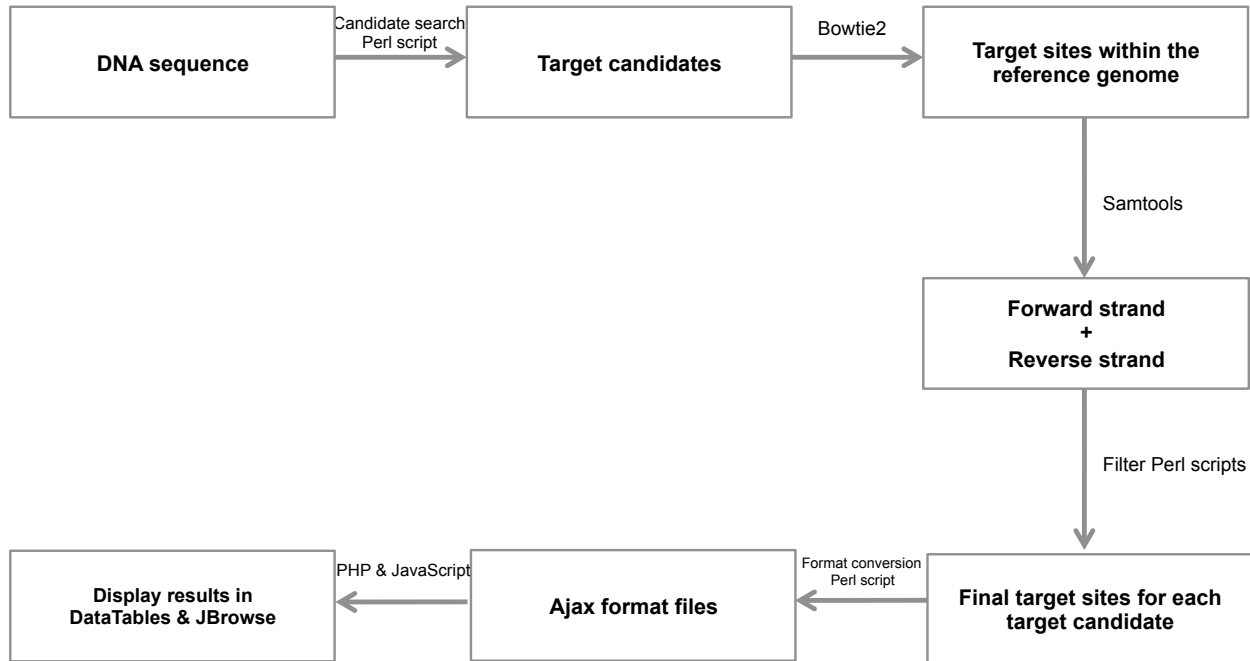 DNA sequence
Candidate search
Perl script
Target candidates
Bowtie2
Target sites within the
reference genome
Samtools
Forward strand
+
Reverse strand
Filter Perl scripts
Final target sites for each
target candidate
Format conversion
Perl script
Ajax format files
PHP & JavaScript
Display results in
DataTables & JBrowse